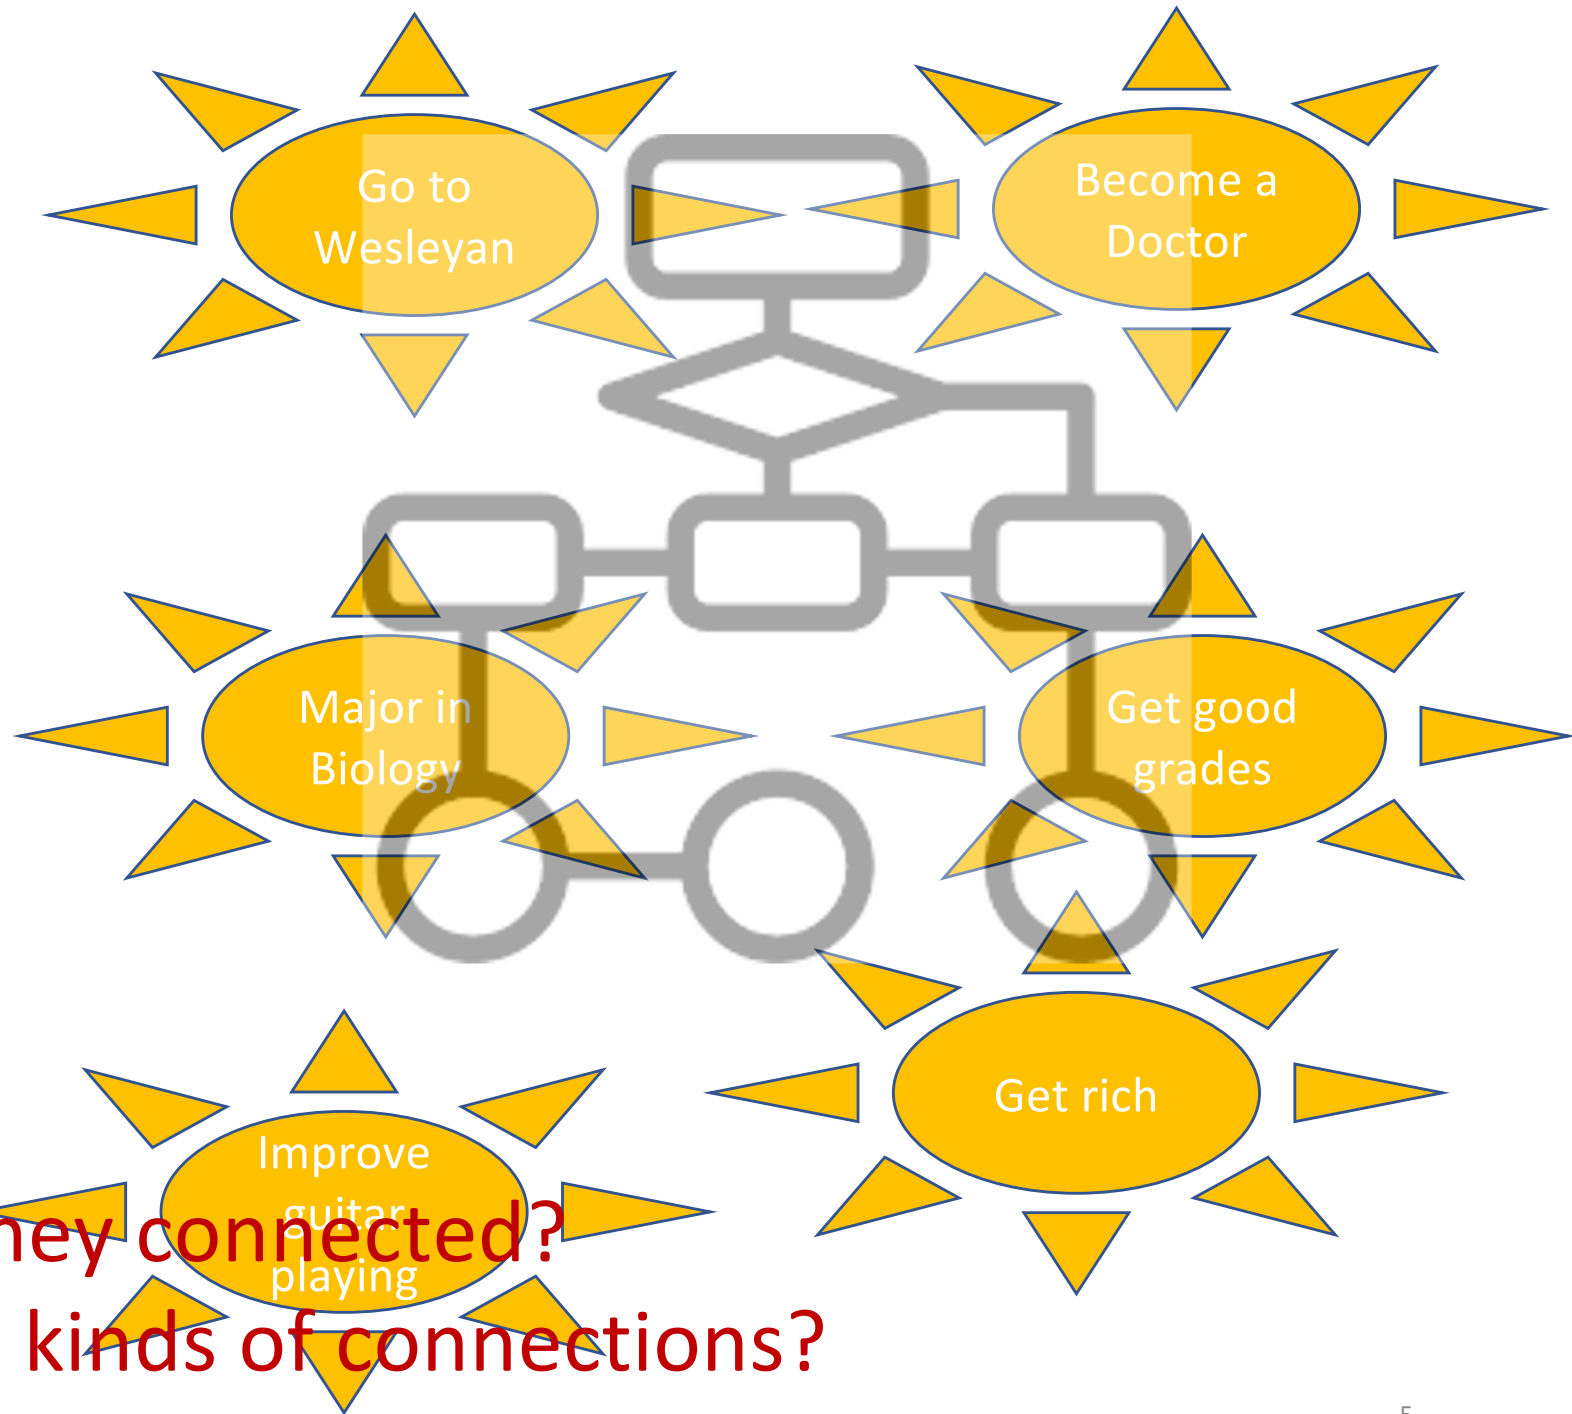 Go to
Wesleyan
Become a
Doctor
Major in
Biology
Get good
grades
Get rich
Improve
guitar
playing
connected?
kinds of connections?